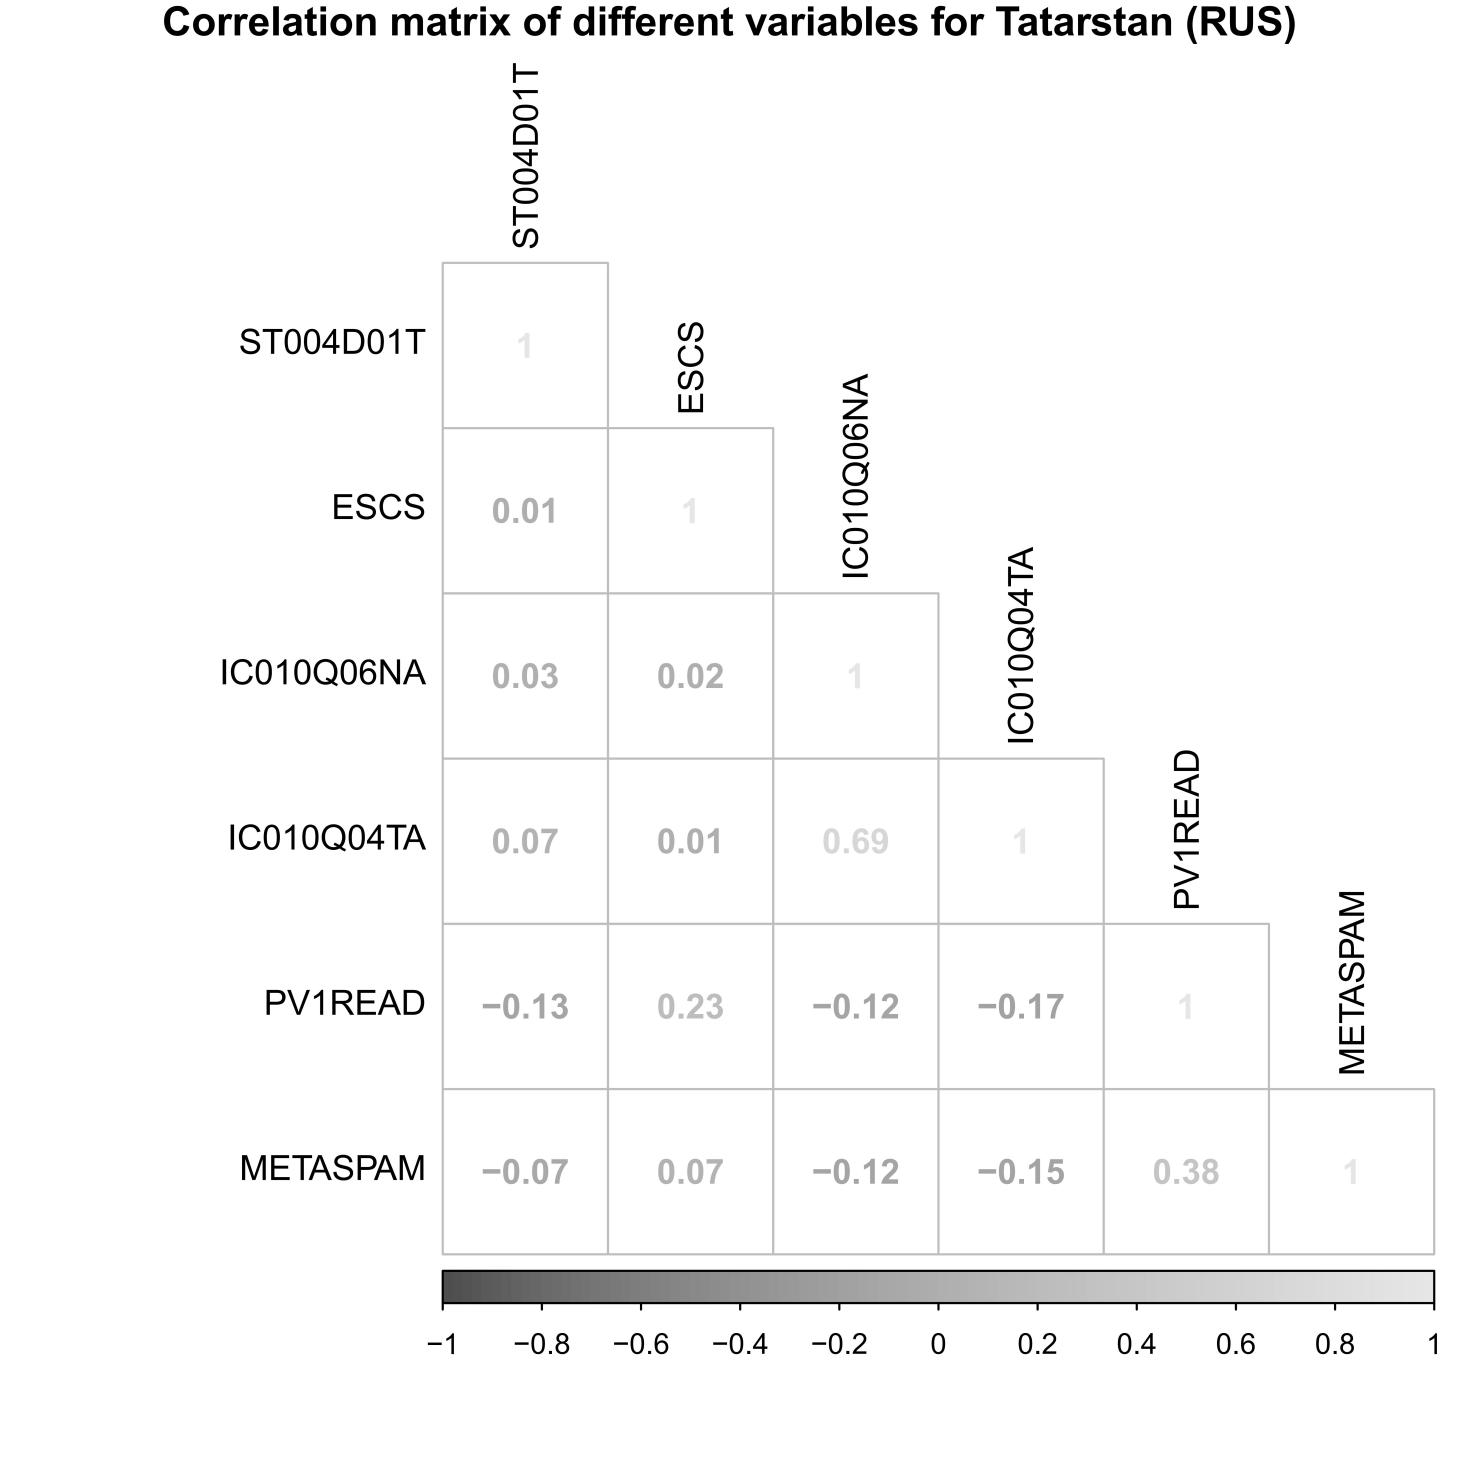 Correlation matrix of different variables for Tatarstan (RUS)
ST004D01T
ESCS
IC010Q06NA
IC010Q04TA
PV1READ
METASPAM
ST004D01T 1
ESCS 0.01 1
IC010Q06NA 0.03 0.02 1
IC010Q04TA 0.07 0.01 0.69 1
PV1READ −0.13 0.23 −0.12 −0.17 1
METASPAM −0.07 0.07 −0.12 −0.15 0.38 1
−1 −0.8 −0.6 −0.4 −0.2 0 0.2 0.4 0.6 0.8 1